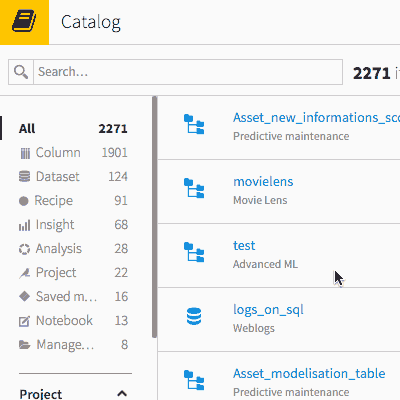 Catalog
Search...
2271
All 2271
Column 1901
Dataset 124
Recipe 91
Insight 68
Analysis 28
Project 22
Saved m... 16
Notebook 13
Manage... 8
Project
Asset_new_informations_sc
Predictive maintenance
movielens
Movie Lens
test
Advanced ML
logs_on_sql
Weblogs
Asset_modelisation_table
Predictive maintenance